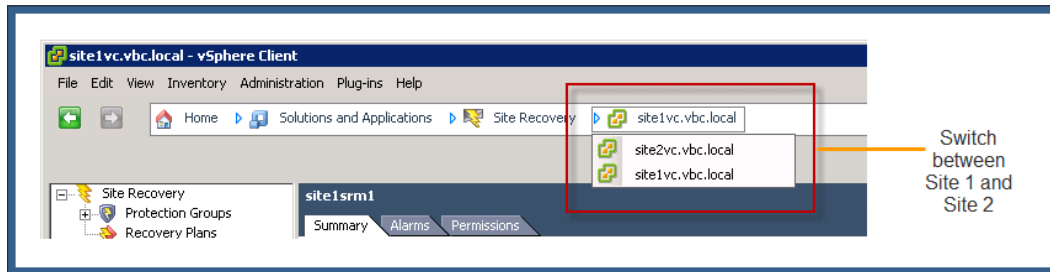 site1vc.vbc.local - vSphere Client
File Edit View Inventory Administration Plug-ins Help
Home Solutions and Applications Site Recovery site1vc.vbc.local
site2vc.vbc.local
site1vc.vbc.local
Switch
between
Site 1 and
Site 2
Site Recovery
Protection Groups
Recovery Plans
site1srm1
Summary Alarms Permissions